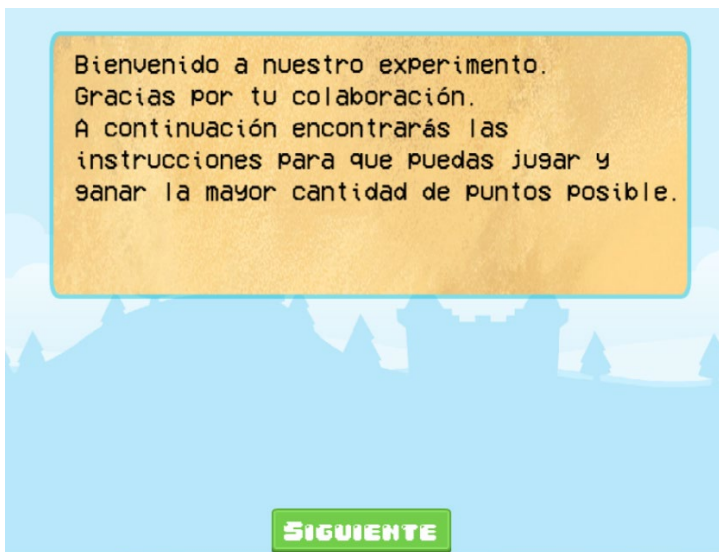 Bienvenido a nuestro experimento.
Gracias por tu colaboración.
A continuación encontrarás las
instrucciones para que puedas jugar y
ganar la mayor cantidad de puntos posible.
SIGUIENTE